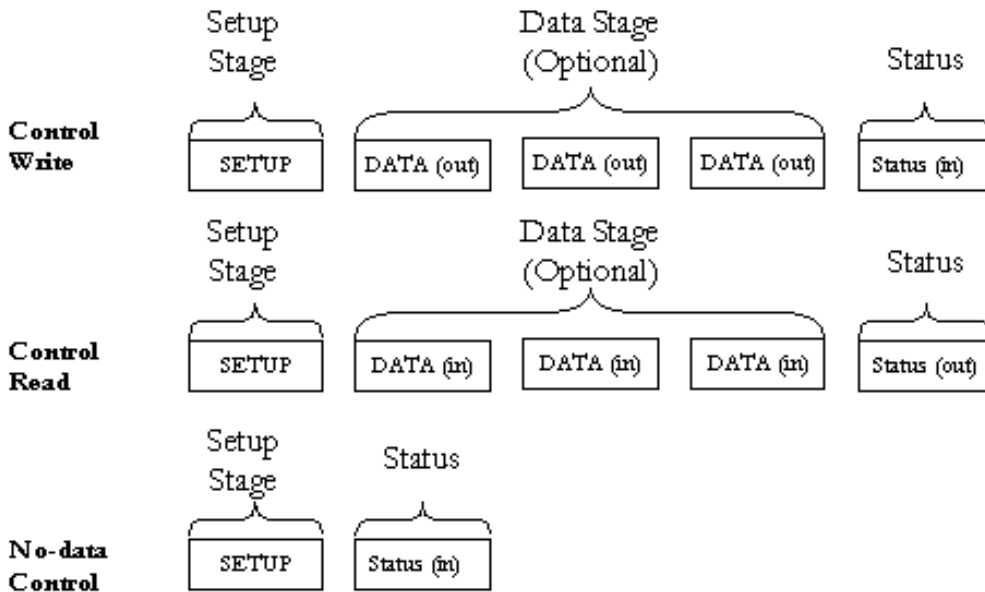 Setup
Stage
Data Stage
(Optional)
Status
Control
Write
SETUP
DATA (out)
DATA (out)
DATA (out)
Status (in)
Setup
Stage
Data Stage
(Optional)
Status
Control
Read
SETUP
DATA (in)
DATA (in)
DATA (in)
Status (out)
Setup
Stage
Status
No-data
Control
SETUP
Status (in)